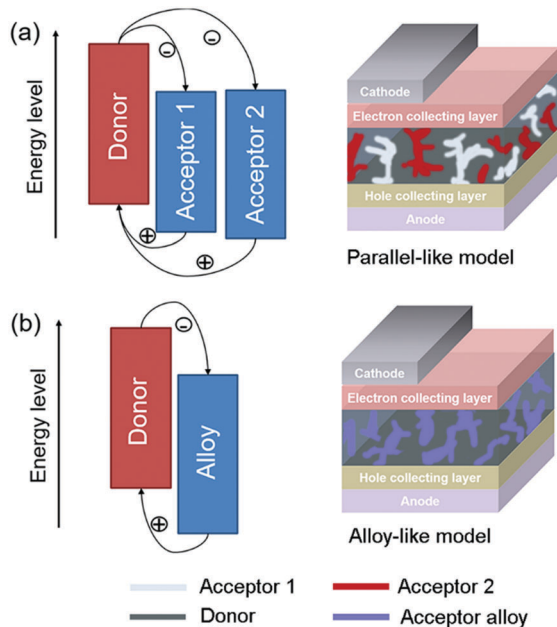 (a)
Energy level
Donor
Acceptor 1
Acceptor 2
−
−
+
+
Cathode
Electron collecting layer
Hole collecting layer
Anode
Parallel-like model
(b)
Energy level
Donor
Alloy
−
+
Cathode
Electron collecting layer
Hole collecting layer
Anode
Alloy-like model
Acceptor 1
Acceptor 2
Donor
Acceptor alloy